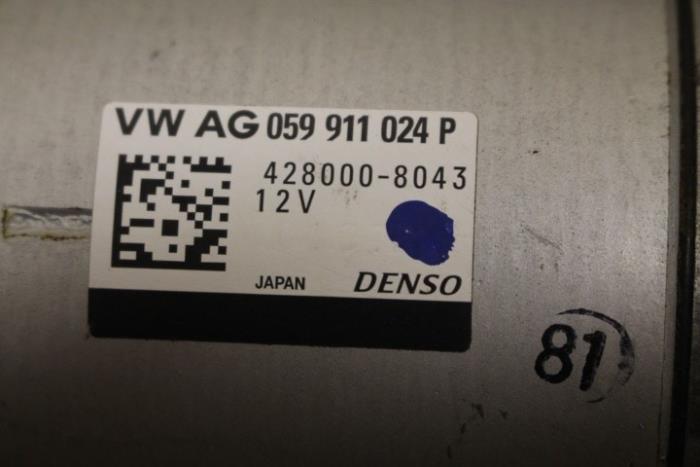 VW AG 059 911 024 P
428000-8043
12V
JAPAN DENSO
81